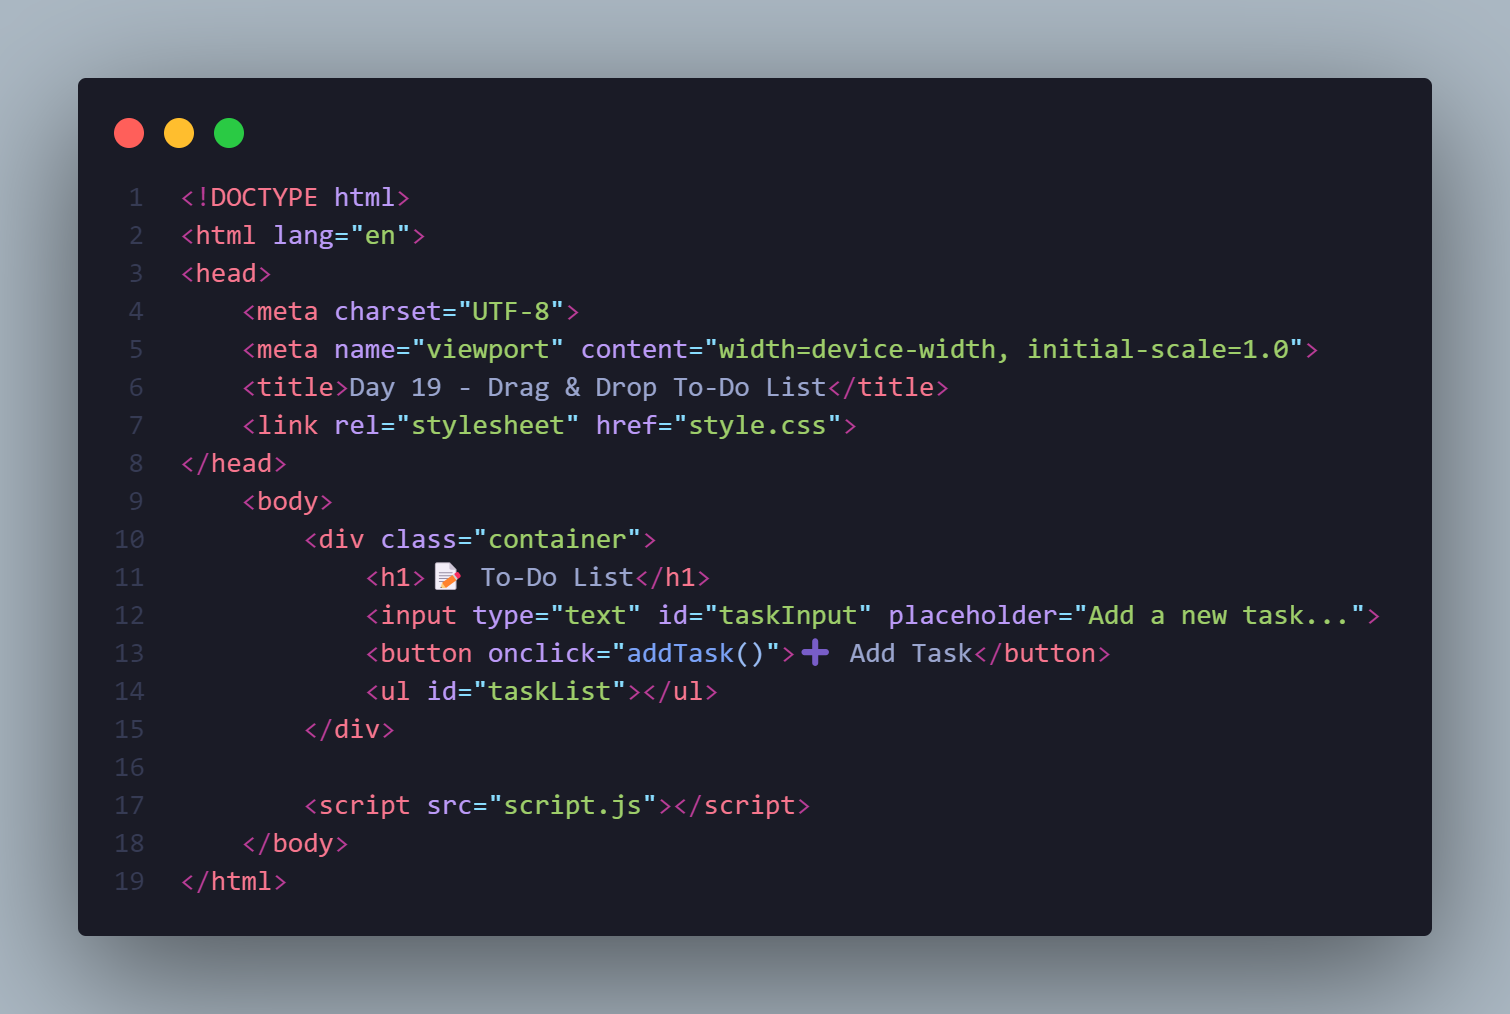 1 <!DOCTYPE html>
2 <html lang="en">
3 <head>
4     <meta charset="UTF-8">
5     <meta name="viewport" content="width=device-width, initial-scale=1.0">
6     <title>Day 19 - Drag & Drop To-Do List</title>
7     <link rel="stylesheet" href="style.css">
8 </head>
9     <body>
10         <div class="container">
11             <h1>📝 To-Do List</h1>
12             <input type="text" id="taskInput" placeholder="Add a new task...">
13             <button onclick="addTask()">➕ Add Task</button>
14             <ul id="taskList"></ul>
15         </div>
16
17         <script src="script.js"></script>
18     </body>
19 </html>